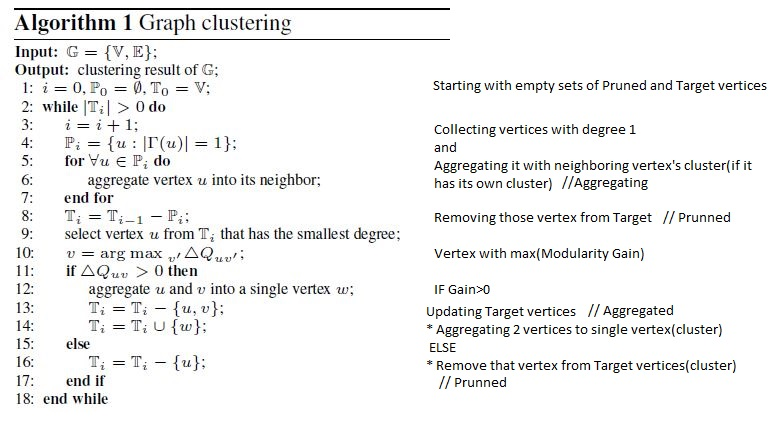 Algorithm 1 Graph clustering
Input: 𝔾 = {𝕍, 𝔼};
Output: clustering result of 𝔾;
1: i = 0, ℙ₀ = ∅, 𝕋₀ = 𝕍; Starting with empty sets of Pruned and Target vertices
2: while |𝕋ᵢ| > 0 do
3: i = i + 1;
Collecting vertices with degree 1
4: ℙᵢ = {u : |Γ(u)| = 1};
and
5: for ∀u ∈ ℙᵢ do
Aggregating it with neighboring vertex's cluster(if it
6: aggregate vertex u into its neighbor;
has its own cluster) //Aggregating
7: end for
8: 𝕋ᵢ = 𝕋ᵢ₋₁ − ℙᵢ; Removing those vertex from Target // Prunned
9: select vertex u from 𝕋ᵢ that has the smallest degree;
10: v = arg max ᵥ′ △Qᵤᵥ′; Vertex with max(Modularity Gain)
11: if △Qᵤᵥ > 0 then
12: aggregate u and v into a single vertex w; IF Gain>0
13: 𝕋ᵢ = 𝕋ᵢ − {u, v}; Updating Target vertices // Aggregated
14: 𝕋ᵢ = 𝕋ᵢ ∪ {w}; * Aggregating 2 vertices to single vertex(cluster)
15: else ELSE
16: 𝕋ᵢ = 𝕋ᵢ − {u}; * Remove that vertex from Target vertices(cluster)
17: end if // Prunned
18: end while